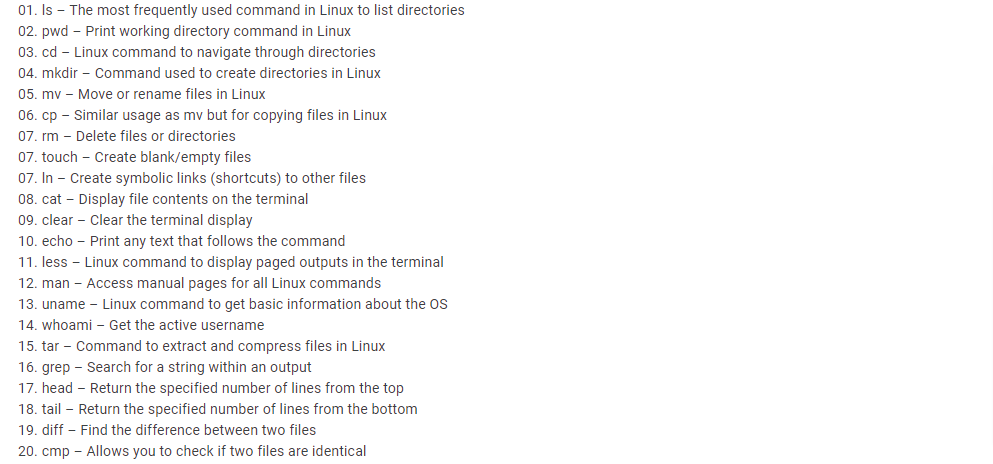 01. ls – The most frequently used command in Linux to list directories
02. pwd – Print working directory command in Linux
03. cd – Linux command to navigate through directories
04. mkdir – Command used to create directories in Linux
05. mv – Move or rename files in Linux
06. cp – Similar usage as mv but for copying files in Linux
07. rm – Delete files or directories
07. touch – Create blank/empty files
07. ln – Create symbolic links (shortcuts) to other files
08. cat – Display file contents on the terminal
09. clear – Clear the terminal display
10. echo – Print any text that follows the command
11. less – Linux command to display paged outputs in the terminal
12. man – Access manual pages for all Linux commands
13. uname – Linux command to get basic information about the OS
14. whoami – Get the active username
15. tar – Command to extract and compress files in Linux
16. grep – Search for a string within an output
17. head – Return the specified number of lines from the top
18. tail – Return the specified number of lines from the bottom
19. diff – Find the difference between two files
20. cmp – Allows you to check if two files are identical